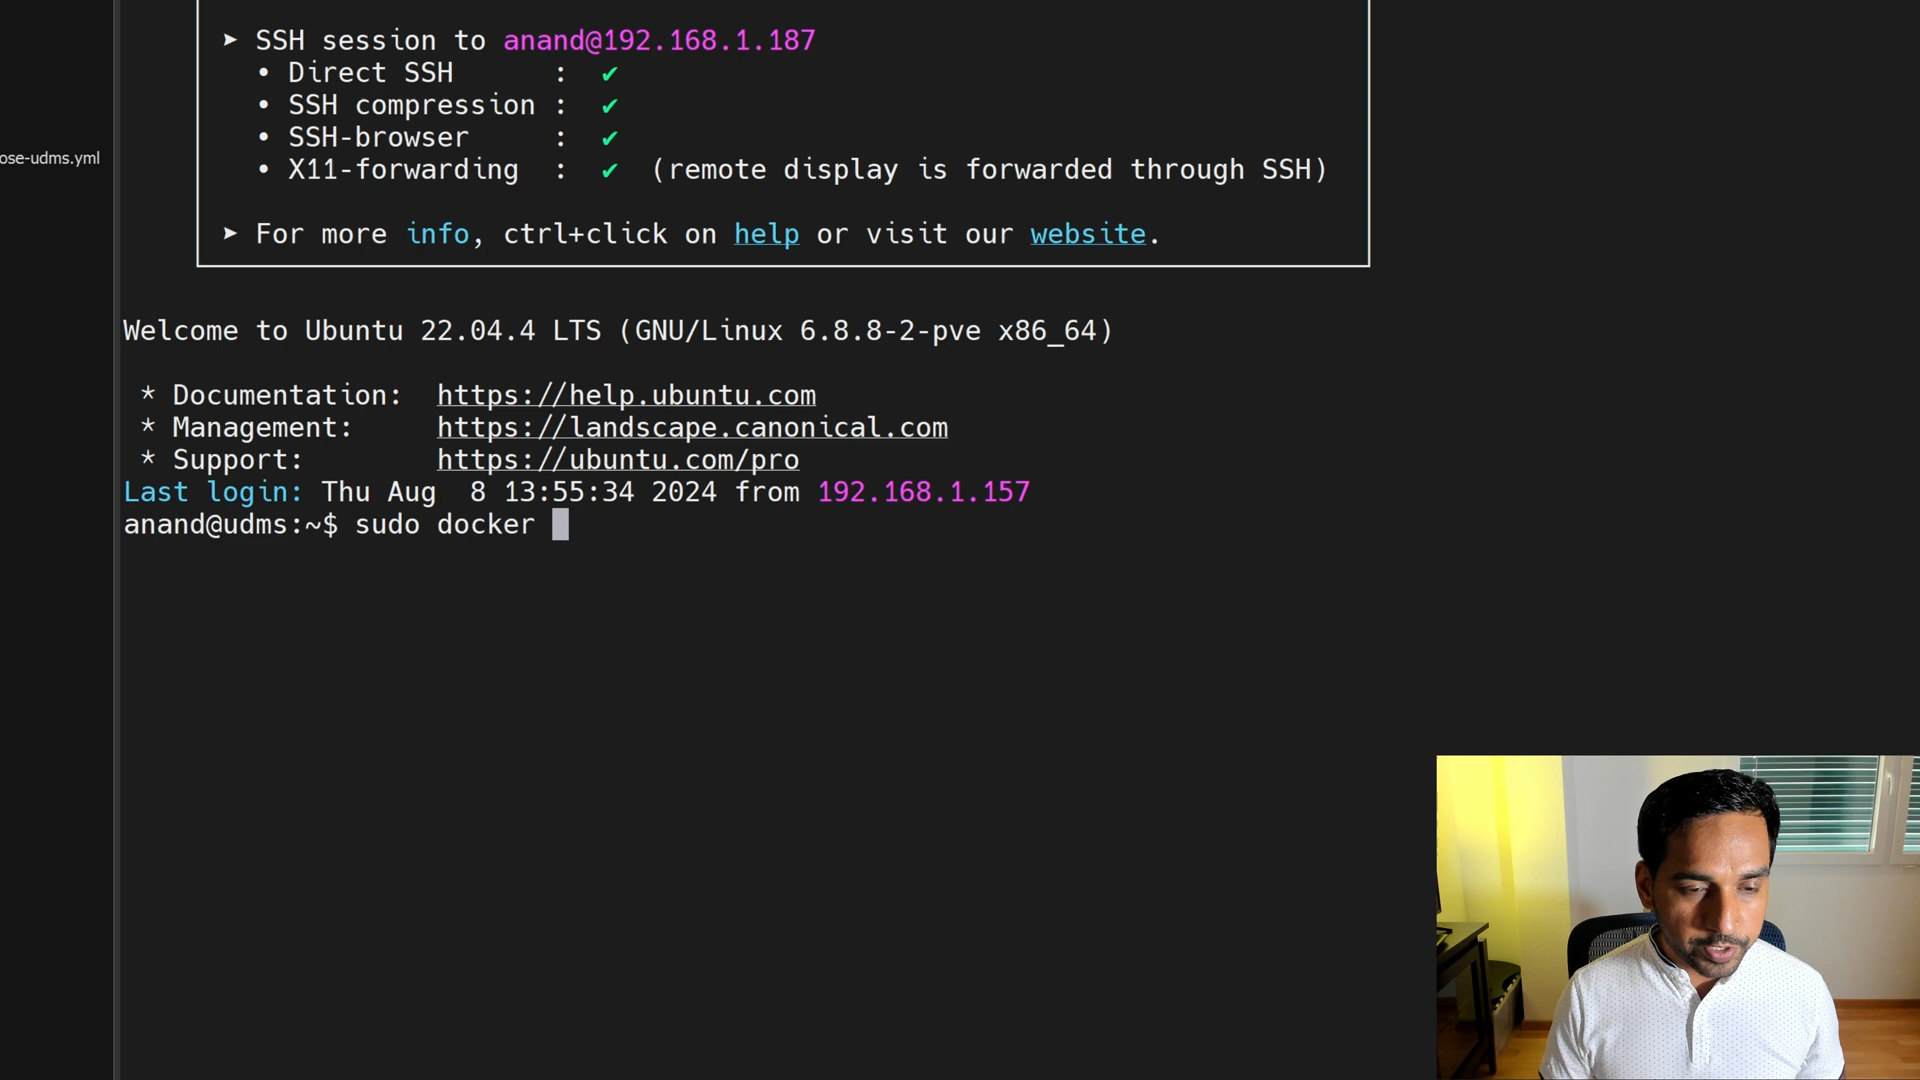 ➤ SSH session to anand@192.168.1.187
• Direct SSH : ✔
• SSH compression : ✔
• SSH-browser : ✔
• X11-forwarding : ✔ (remote display is forwarded through SSH)
➤ For more info, ctrl+click on help or visit our website.
ose-udms.yml
Welcome to Ubuntu 22.04.4 LTS (GNU/Linux 6.8.8-2-pve x86_64)
* Documentation: https://help.ubuntu.com
* Management: https://landscape.canonical.com
* Support: https://ubuntu.com/pro
Last login: Thu Aug 8 13:55:34 2024 from 192.168.1.157
anand@udms:~$ sudo docker